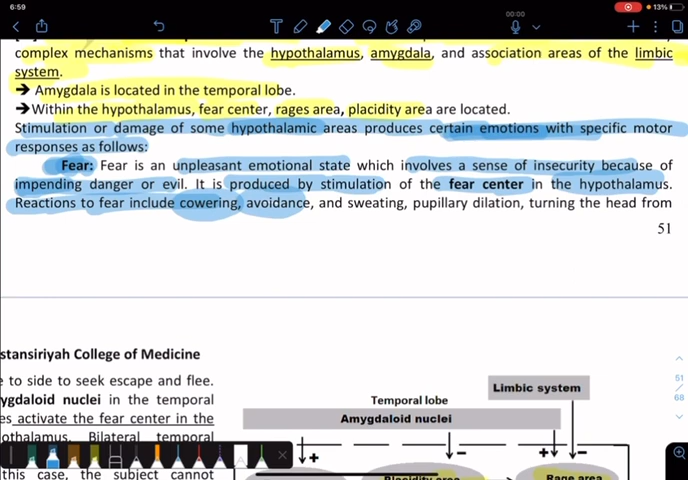 6:59
00:00
13%
T
complex mechanisms that involve the hypothalamus, amygdala, and association areas of the limbic
system.
➔ Amygdala is located in the temporal lobe.
➔Within the hypothalamus, fear center, rages area, placidity area are located.
Stimulation or damage of some hypothalamic areas produces certain emotions with specific motor
responses as follows:
Fear: Fear is an unpleasant emotional state which involves a sense of insecurity because of
impending danger or evil. It is produced by stimulation of the fear center in the hypothalamus.
Reactions to fear include cowering, avoidance, and sweating, pupillary dilation, turning the head from
51
stansiriyah College of Medicine
51
/
68
e to side to seek escape and flee.
ygdaloid nuclei in the temporal
es activate the fear center in the
othalamus. Bilateral temporal
this case, the subject cannot
Limbic system
Temporal lobe
Amygdaloid nuclei
+
−
+
−
Placidity area
Rage area